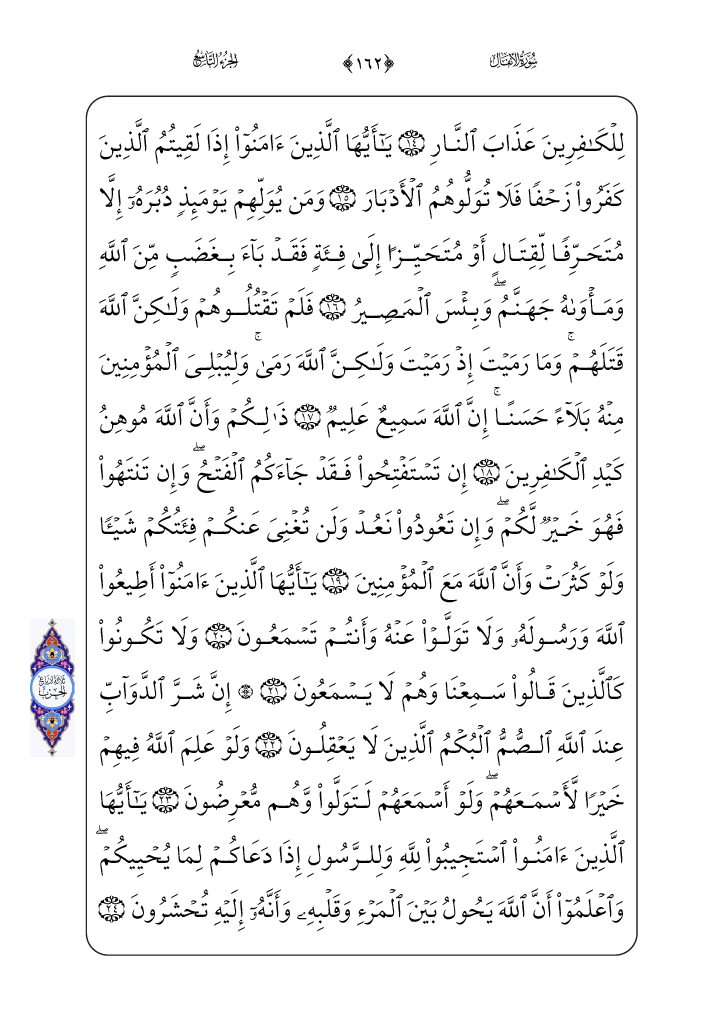 سُورَةُ الأَنفَال
﴿١٦٢﴾
الجزءُ التَّاسِعُ
لِلۡكَٰفِرِينَ عَذَابَ ٱلنَّارِ ١٤ يَٰٓأَيُّهَا ٱلَّذِينَ ءَامَنُوٓاْ إِذَا لَقِيتُمُ ٱلَّذِينَ
كَفَرُواْ زَحۡفٗا فَلَا تُوَلُّوهُمُ ٱلۡأَدۡبَارَ ١٥ وَمَن يُوَلِّهِمۡ يَوۡمَئِذٖ دُبُرَهُۥٓ إِلَّا
مُتَحَرِّفٗا لِّقِتَالٍ أَوۡ مُتَحَيِّزًا إِلَىٰ فِئَةٖ فَقَدۡ بَآءَ بِغَضَبٖ مِّنَ ٱللَّهِ
وَمَأۡوَىٰهُ جَهَنَّمُۖ وَبِئۡسَ ٱلۡمَصِيرُ ١٦ فَلَمۡ تَقۡتُلُوهُمۡ وَلَٰكِنَّ ٱللَّهَ
قَتَلَهُمۡۚ وَمَا رَمَيۡتَ إِذۡ رَمَيۡتَ وَلَٰكِنَّ ٱللَّهَ رَمَىٰۚ وَلِيُبۡلِيَ ٱلۡمُؤۡمِنِينَ
مِنۡهُ بَلَآءً حَسَنًاۚ إِنَّ ٱللَّهَ سَمِيعٌ عَلِيمٞ ١٧ ذَٰلِكُمۡ وَأَنَّ ٱللَّهَ مُوهِنُ
كَيۡدِ ٱلۡكَٰفِرِينَ ١٨ إِن تَسۡتَفۡتِحُواْ فَقَدۡ جَآءَكُمُ ٱلۡفَتۡحُۖ وَإِن تَنتَهُواْ
فَهُوَ خَيۡرٞ لَّكُمۡۖ وَإِن تَعُودُواْ نَعُدۡ وَلَن تُغۡنِيَ عَنكُمۡ فِئَتُكُمۡ شَيۡـٔٗا
وَلَوۡ كَثُرَتۡ وَأَنَّ ٱللَّهَ مَعَ ٱلۡمُؤۡمِنِينَ ١٩ يَٰٓأَيُّهَا ٱلَّذِينَ ءَامَنُوٓاْ أَطِيعُواْ
ٱللَّهَ وَرَسُولَهُۥ وَلَا تَوَلَّوۡاْ عَنۡهُ وَأَنتُمۡ تَسۡمَعُونَ ٢٠ وَلَا تَكُونُواْ
كَٱلَّذِينَ قَالُواْ سَمِعۡنَا وَهُمۡ لَا يَسۡمَعُونَ ٢١ ۞ إِنَّ شَرَّ ٱلدَّوَآبِّ
عِندَ ٱللَّهِ ٱلصُّمُّ ٱلۡبُكۡمُ ٱلَّذِينَ لَا يَعۡقِلُونَ ٢٢ وَلَوۡ عَلِمَ ٱللَّهُ فِيهِمۡ
خَيۡرٗا لَّأَسۡمَعَهُمۡۖ وَلَوۡ أَسۡمَعَهُمۡ لَتَوَلَّواْ وَّهُم مُّعۡرِضُونَ ٢٣ يَٰٓأَيُّهَا
ٱلَّذِينَ ءَامَنُواْ ٱسۡتَجِيبُواْ لِلَّهِ وَلِلرَّسُولِ إِذَا دَعَاكُمۡ لِمَا يُحۡيِيكُمۡۖ
وَٱعۡلَمُوٓاْ أَنَّ ٱللَّهَ يَحُولُ بَيۡنَ ٱلۡمَرۡءِ وَقَلۡبِهِۦ وَأَنَّهُۥٓ إِلَيۡهِ تُحۡشَرُونَ ٢٤
ثلاثة ارباع
الحزب